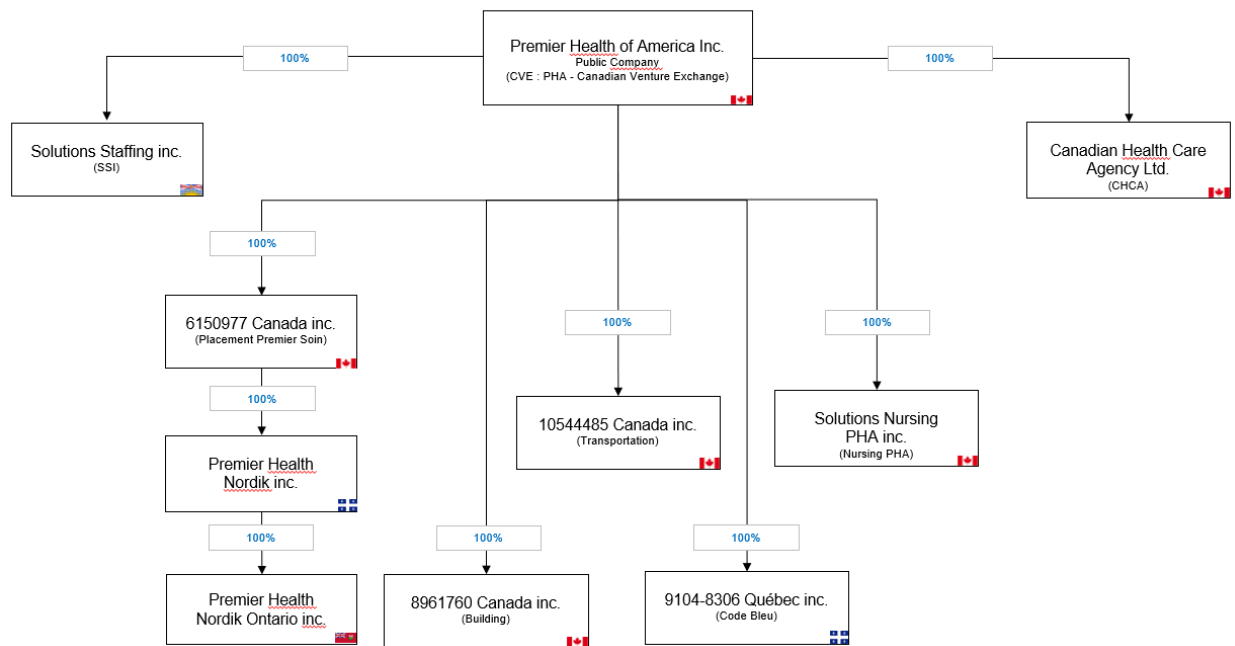 Premier Health of America Inc.
Public Company
(CVE : PHA - Canadian Venture Exchange)
100%
100%
Solutions Staffing inc.
(SSI)
Canadian Health Care
Agency Ltd.
(CHCA)
100%
6150977 Canada inc.
(Placement Premier Soin)
100%
100%
100%
Premier Health
Nordik inc.
10544485 Canada inc.
(Transportation)
Solutions Nursing
PHA inc.
(Nursing PHA)
100%
100%
100%
Premier Health
Nordik Ontario inc.
8961760 Canada inc.
(Building)
9104-8306 Québec inc.
(Code Bleu)